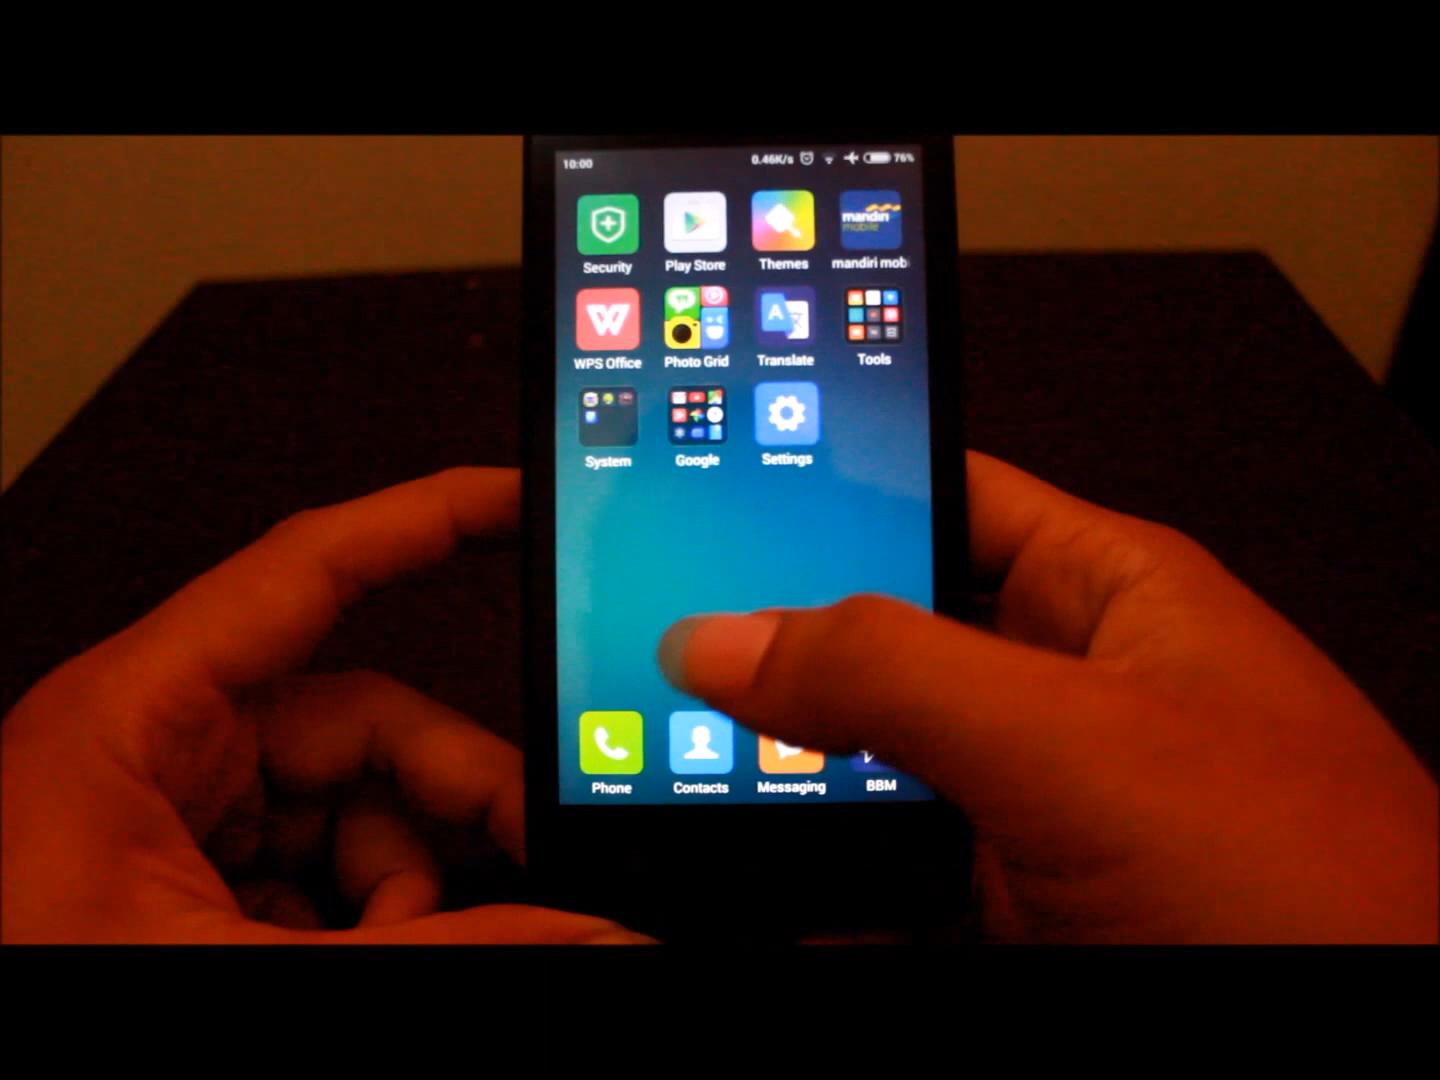 10:00 0.46K/s 76%
Security Play Store Themes mandiri mob
mandiri
mobile
WPS Office Photo Grid Translate Tools
System Google Settings
Phone Contacts Messaging BBM